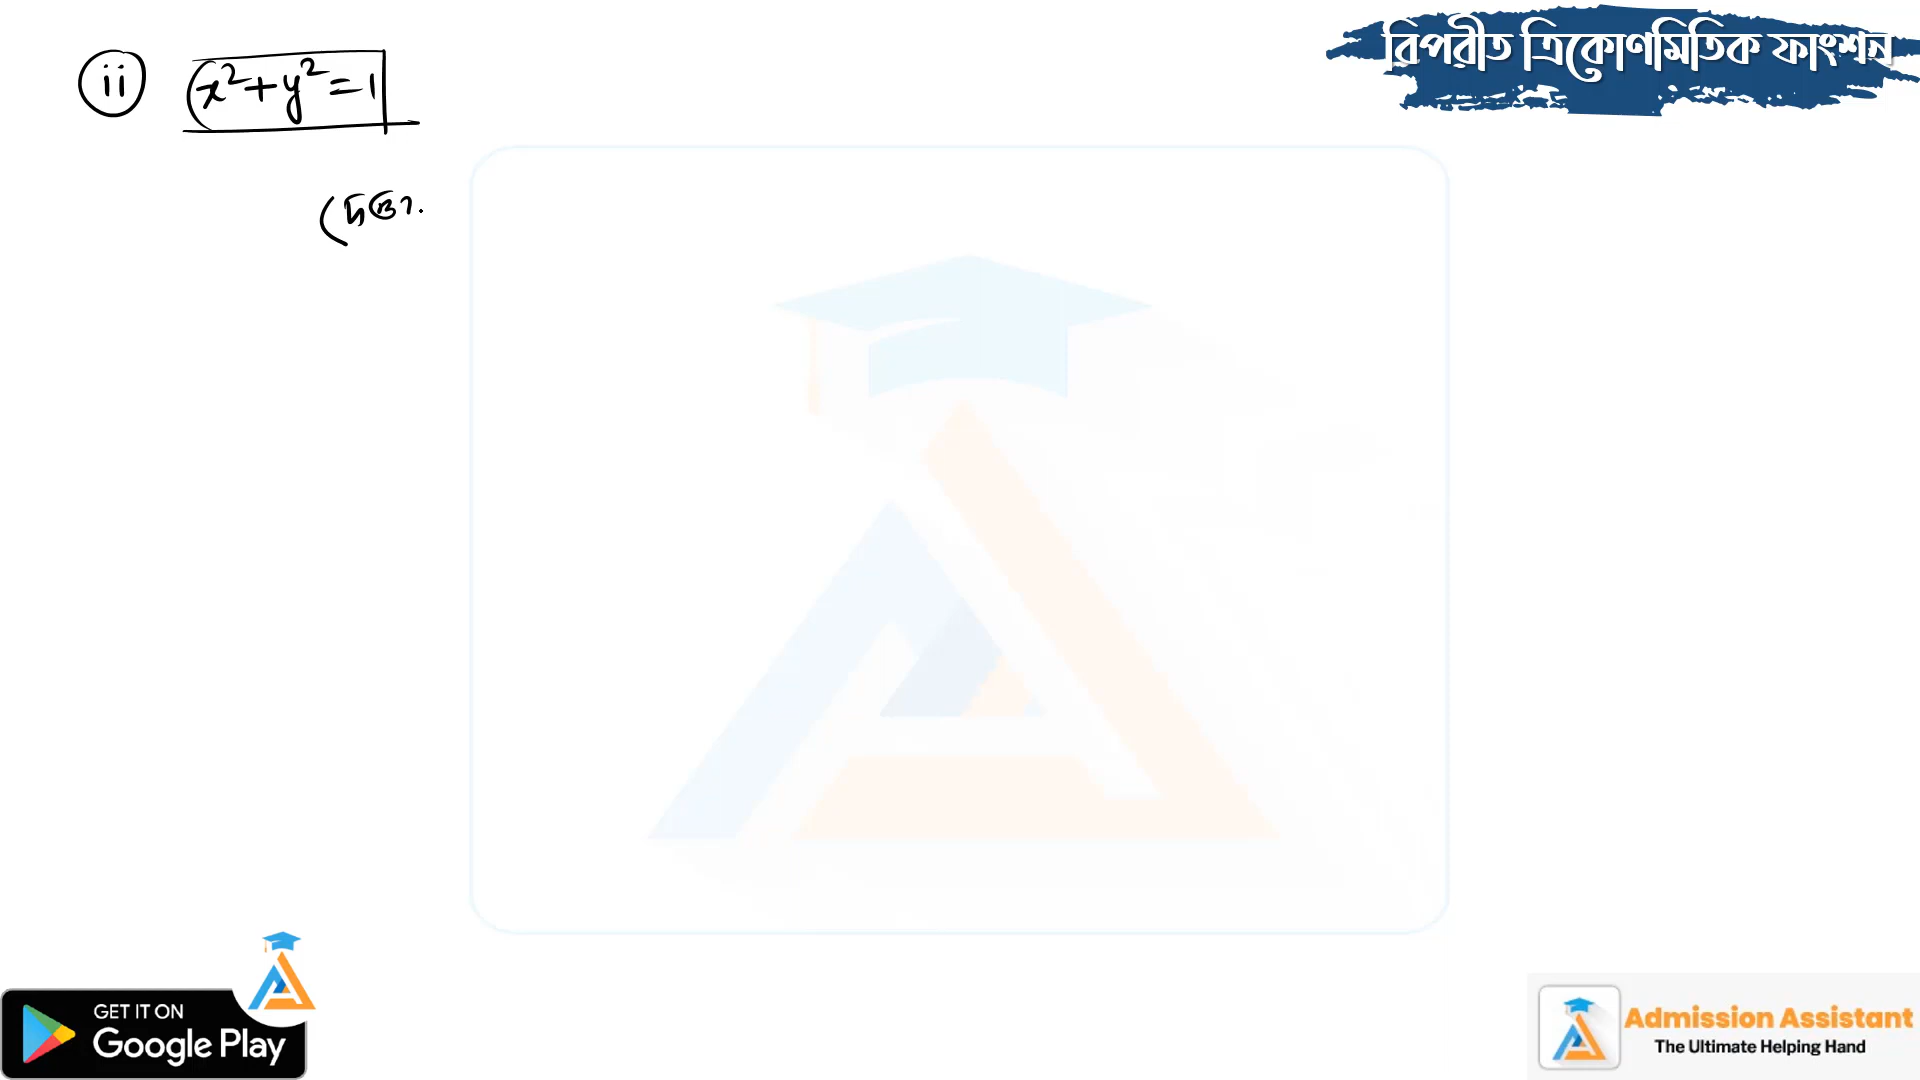 বিপরীত ত্রিকোণমিতিক ফাংশন
ii x²+y²=1
GET IT ON
Google Play
Admission Assistant
The Ultimate Helping Hand